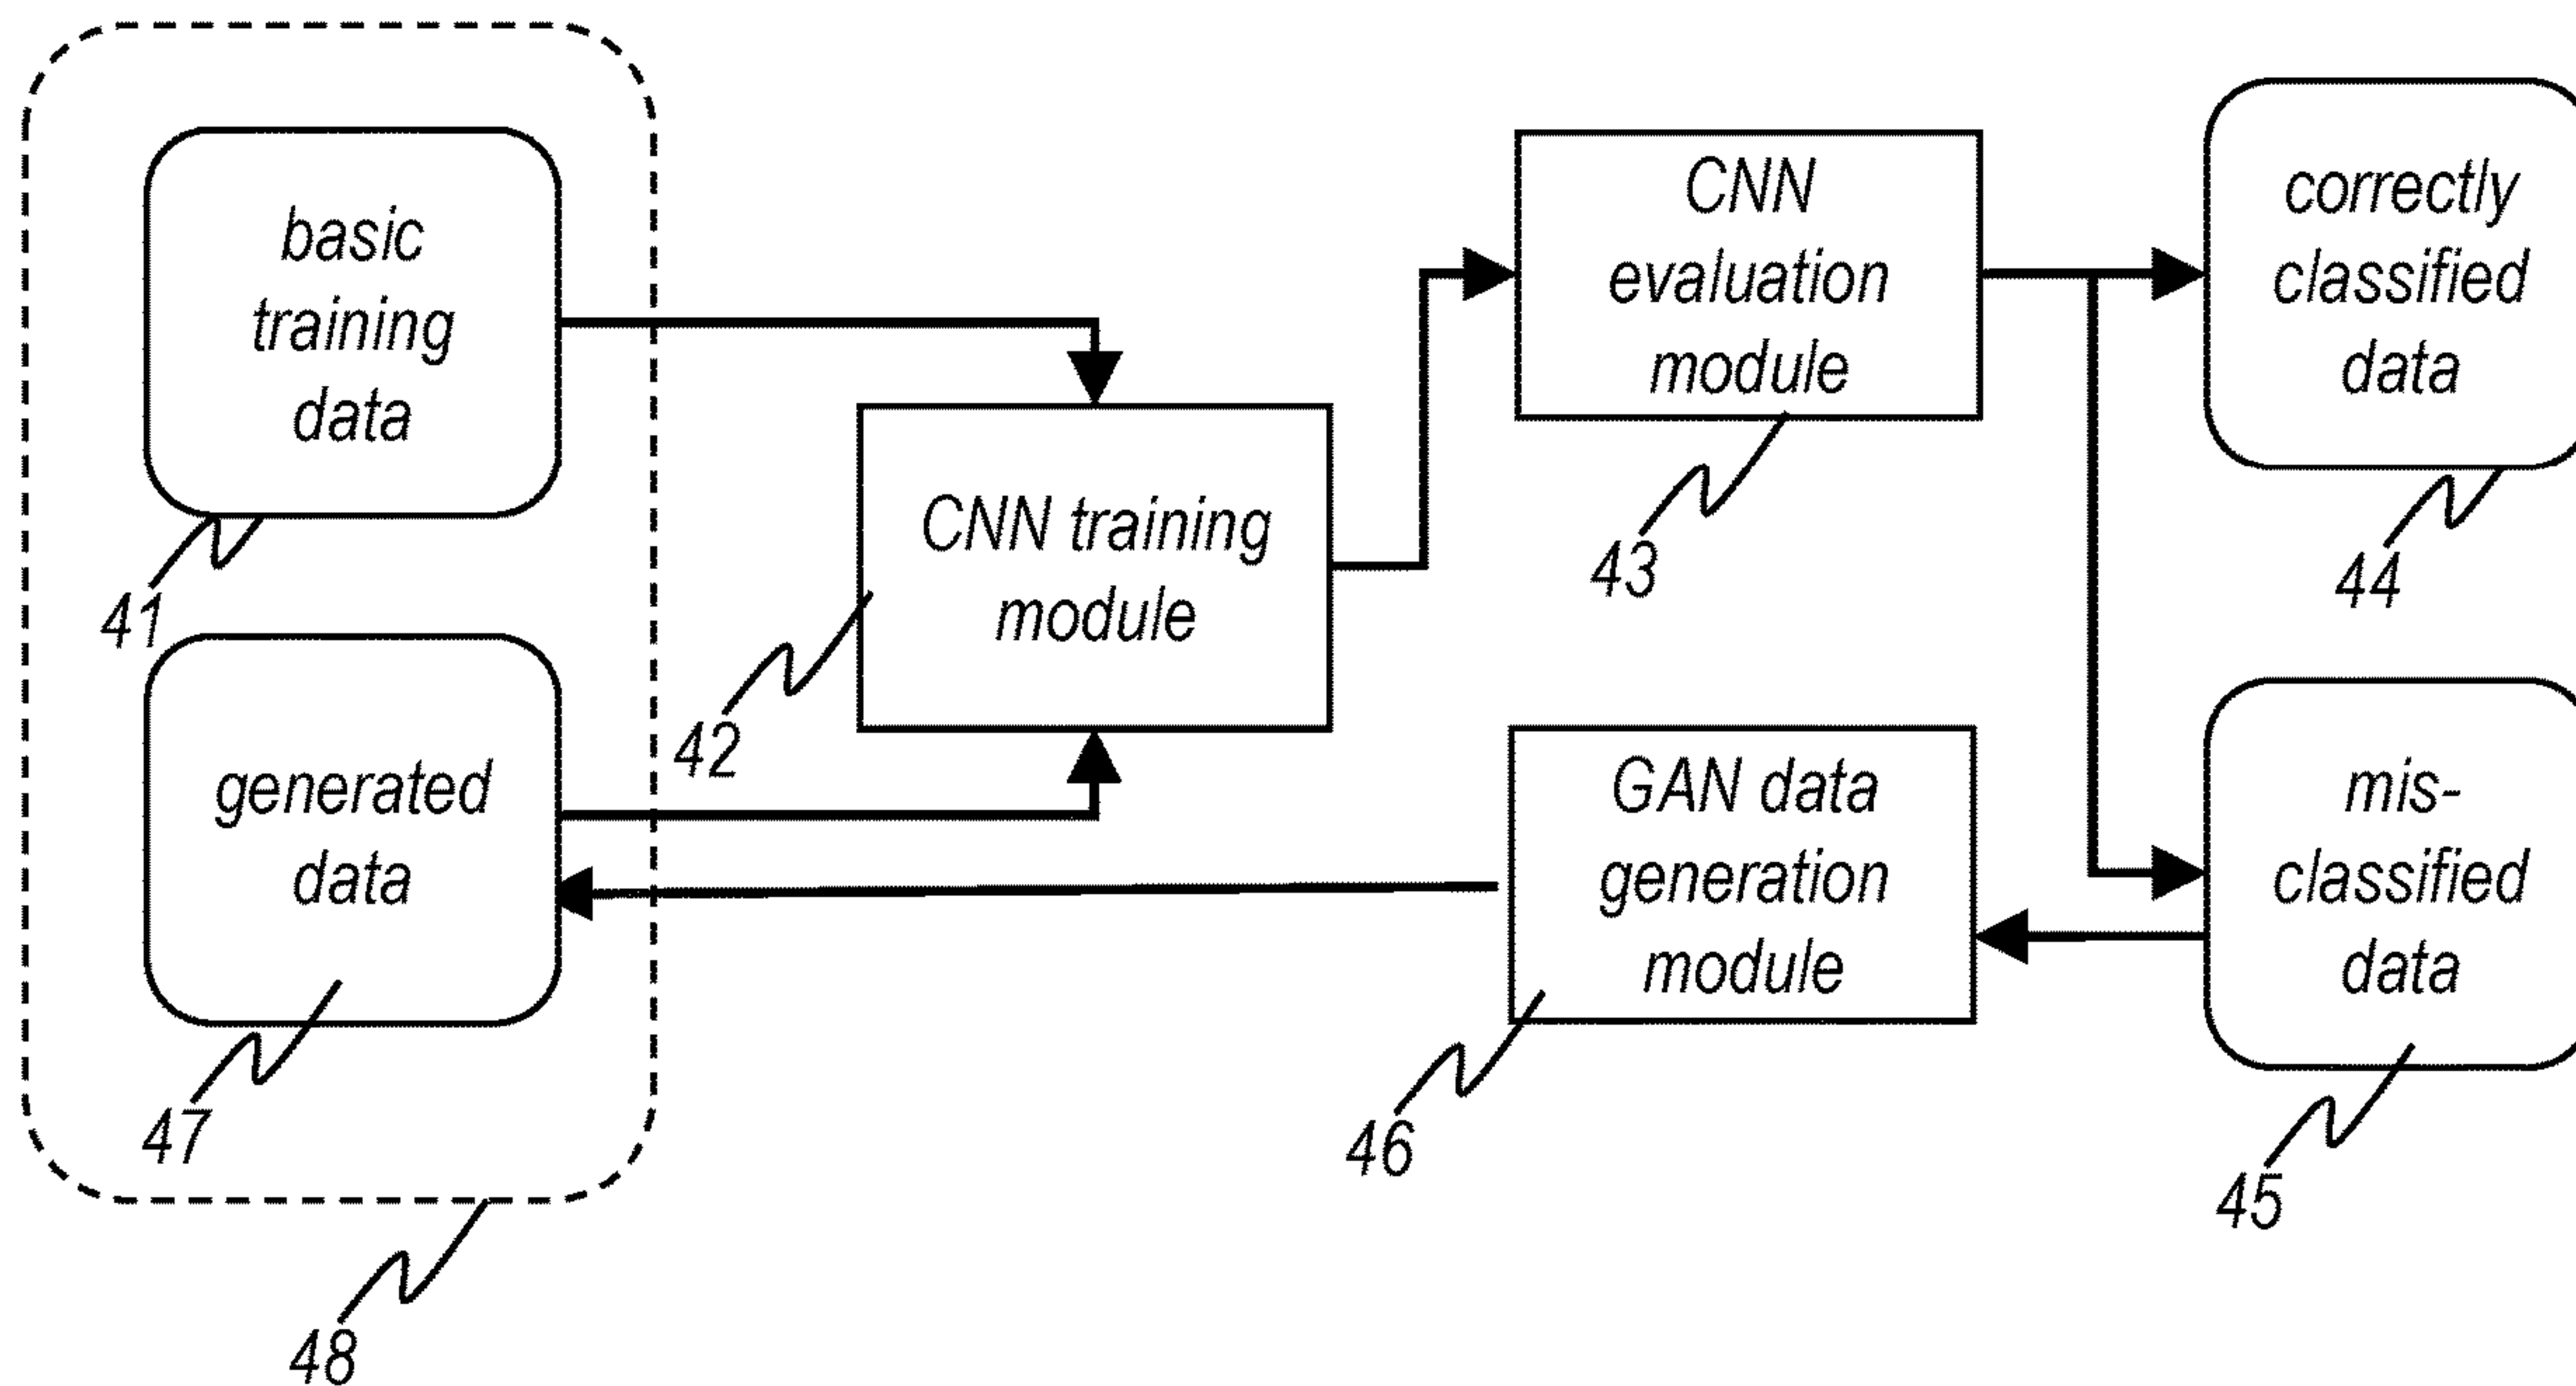 basic
training
data
41
generated
data
47
48
CNN training
module
42
CNN
evaluation
module
43
GAN data
generation
module
46
correctly
classified
data
44
mis-
classified
data
45